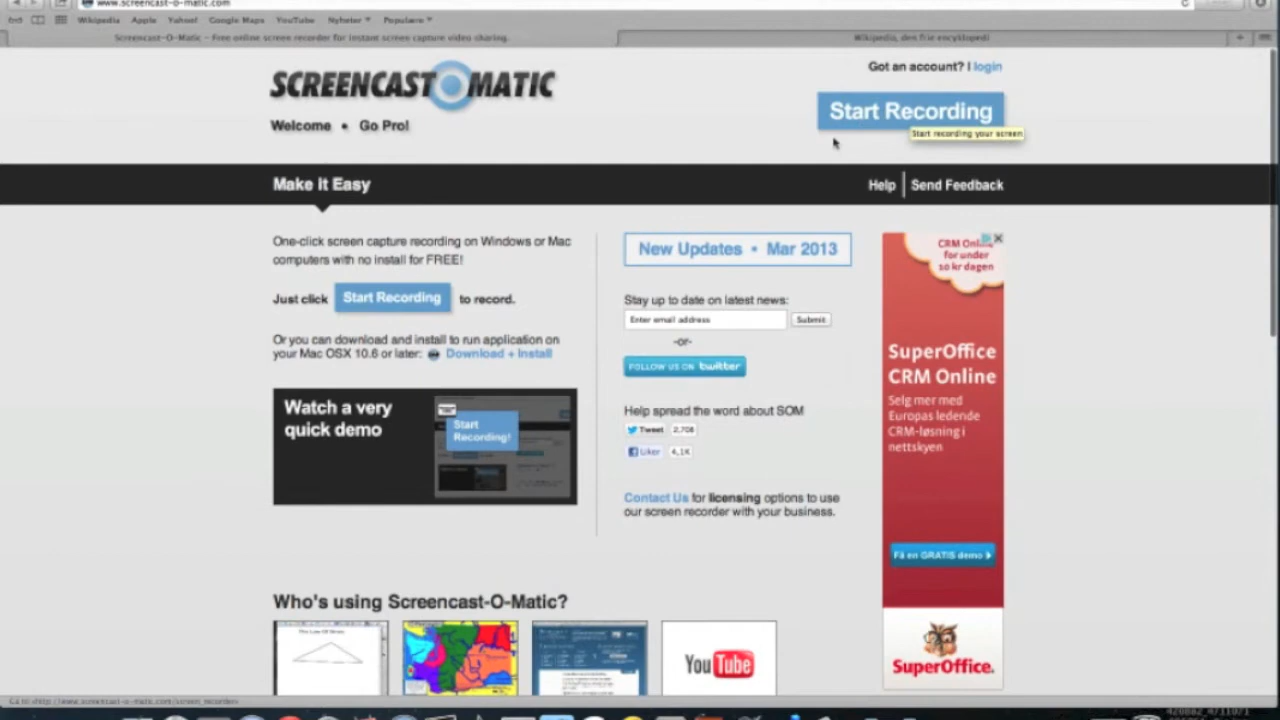 www.screencast-o-matic.com
Wikipedia Apple Yahoo! Google Maps YouTube Nyheter Populære
Screencast-O-Matic – Free online screen recorder for instant screen capture video sharing.
Wikipedia, den frie encyklopedi
SCREENCAST-O-MATIC
Got an account? | login
Start Recording
Start recording your screen
Welcome • Go Pro!
Make It Easy
Help
Send Feedback
One-click screen capture recording on Windows or Mac
computers with no install for FREE!
Just click Start Recording to record.
Or you can download and install to run application on
your Mac OSX 10.6 or later: Download + Install
Watch a very
quick demo
Start
Recording!
New Updates • Mar 2013
Stay up to date on latest news:
Enter email address Submit
-or-
FOLLOW US ON twitter
Help spread the word about SOM
Tweet 2,706
Liker 4,1K
Contact Us for licensing options to use
our screen recorder with your business.
CRM Online
for under
10 kr dagen
SuperOffice
CRM Online
Selg mer med
Europas ledende
CRM-løsning i
nettskyen
Få en GRATIS demo
SuperOffice.
Who's using Screencast-O-Matic?
You Tube